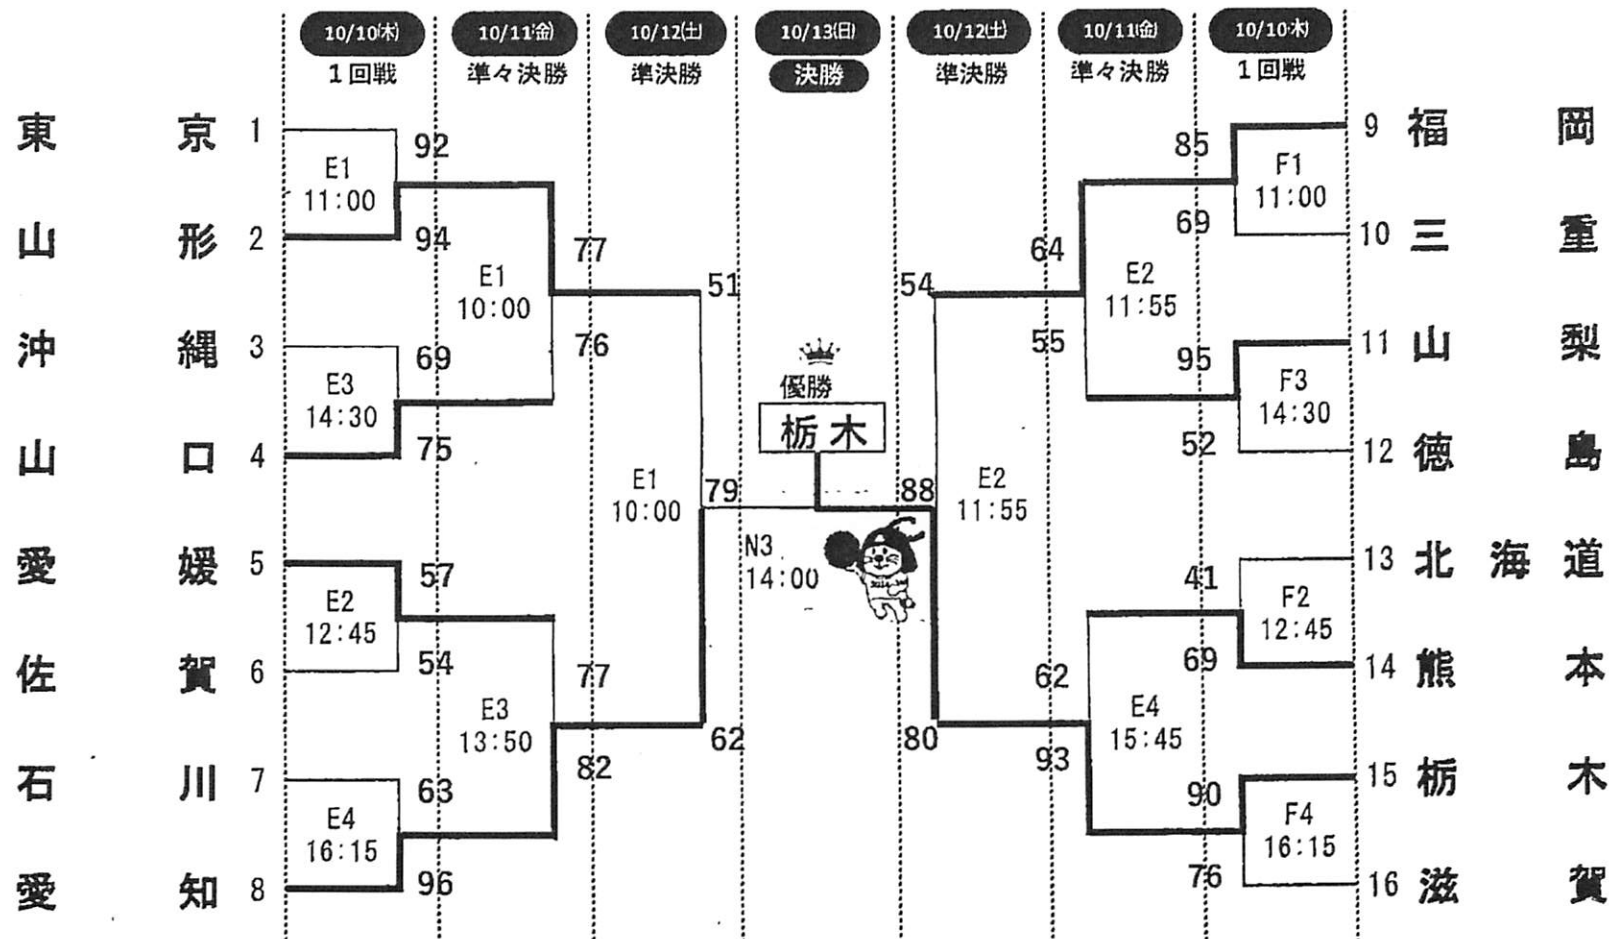 10/10(木) 10/11(金) 10/12(土) 10/13(日) 10/12(土) 10/11(金) 10/10(木)
1回戦 準々決勝 準決勝 決勝 準決勝 準々決勝 1回戦
東京 1 92 85 9 福岡
E1 F1
11:00 11:00
山形 2 94 69 10 三重
77 64
E1 E2
10:00 51 54 11:55
沖縄 3 69 76 55 95 11 山梨
E3 優勝 F3
14:30 14:30
栃木
山口 4 75 52 12 徳島
E1 79 88 E2
10:00 11:55
N3
14:00
愛媛 5 57 41 13 北海道
E2 F2
12:45 12:45
佐賀 6 54 77 62 69 14 熊本
E3 E4
13:50 62 80 15:45
82 93
石川 7 63 90 15 栃木
E4 F4
16:15 16:15
愛知 8 96 76 16 滋賀